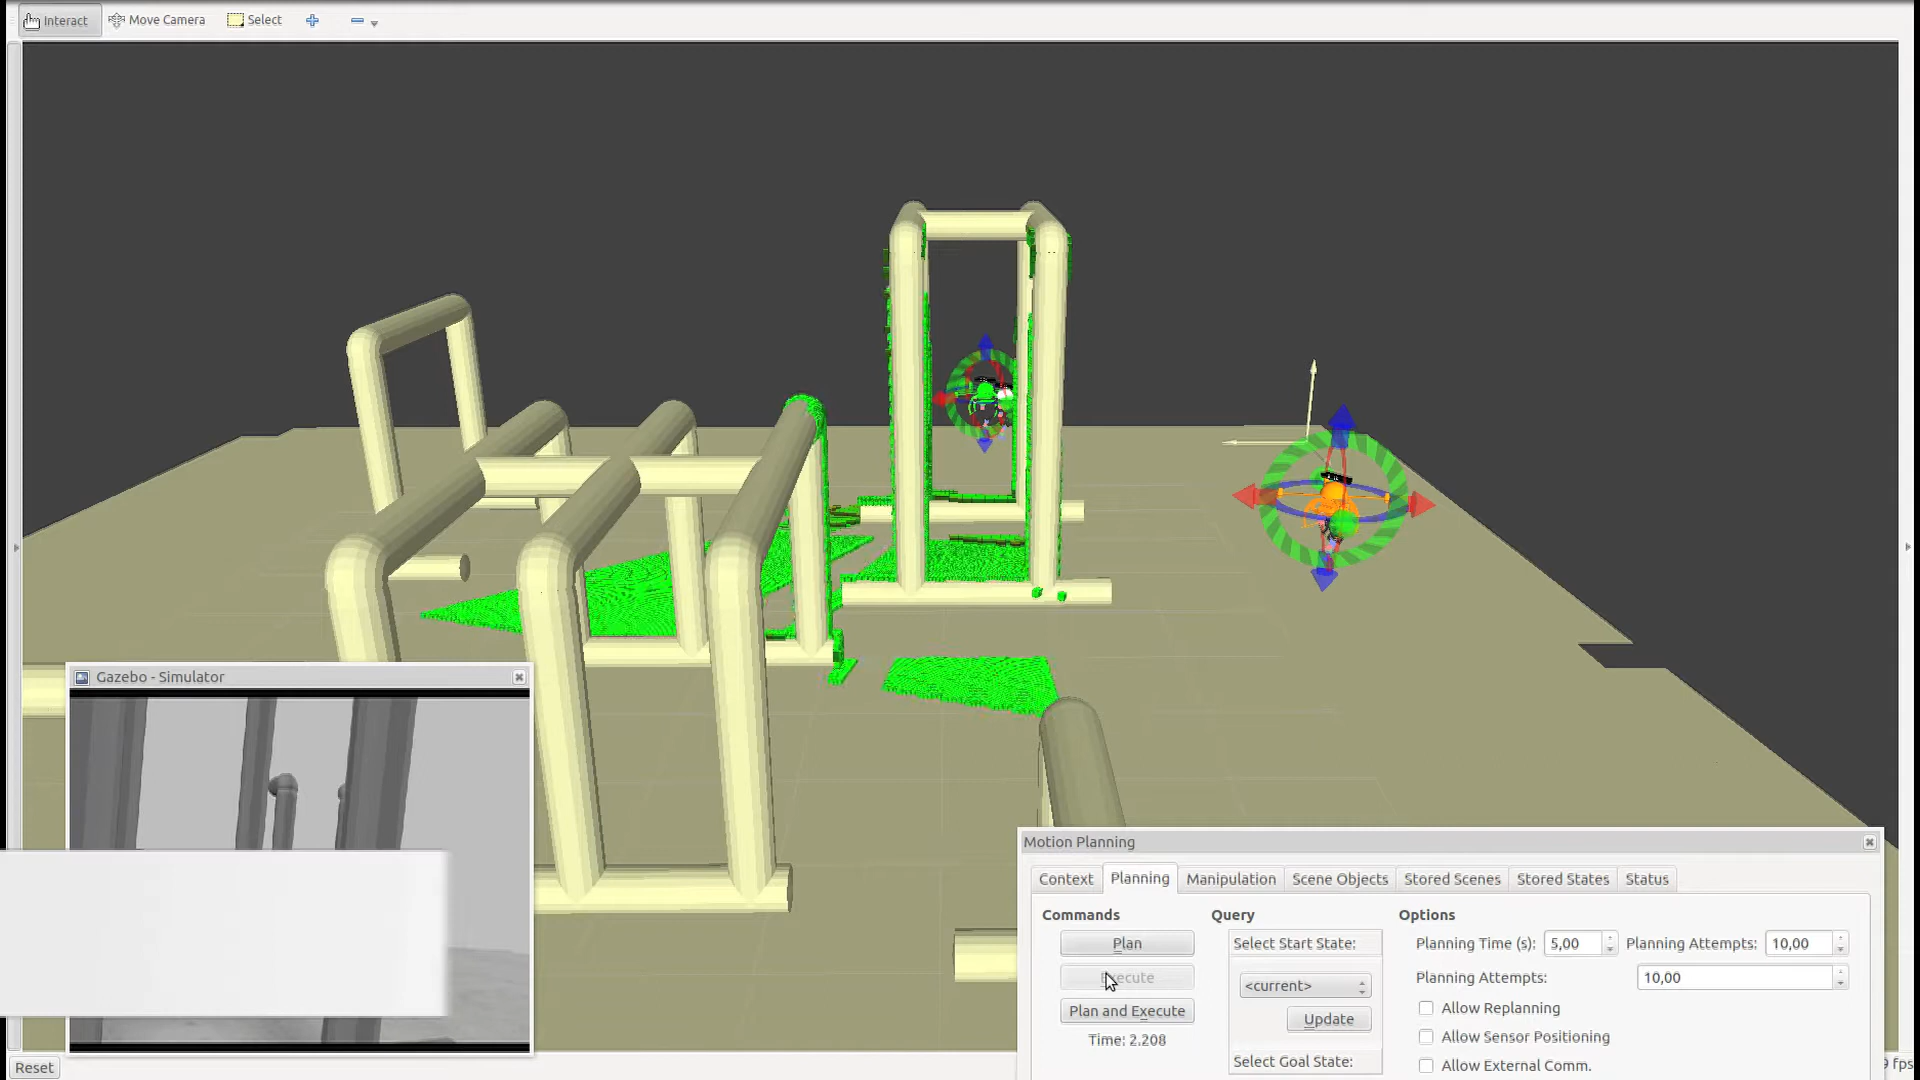 Interact Move Camera Select
Gazebo - Simulator
Motion Planning
Context Planning Manipulation Scene Objects Stored Scenes Stored States Status
Commands Query Options
Plan Select Start State: Planning Time (s): 5,00 Planning Attempts: 10,00
Execute <current> Planning Attempts: 10,00
Plan and Execute Update Allow Replanning
Time: 2.208 Allow Sensor Positioning
Select Goal State: Allow External Comm.
Reset fps